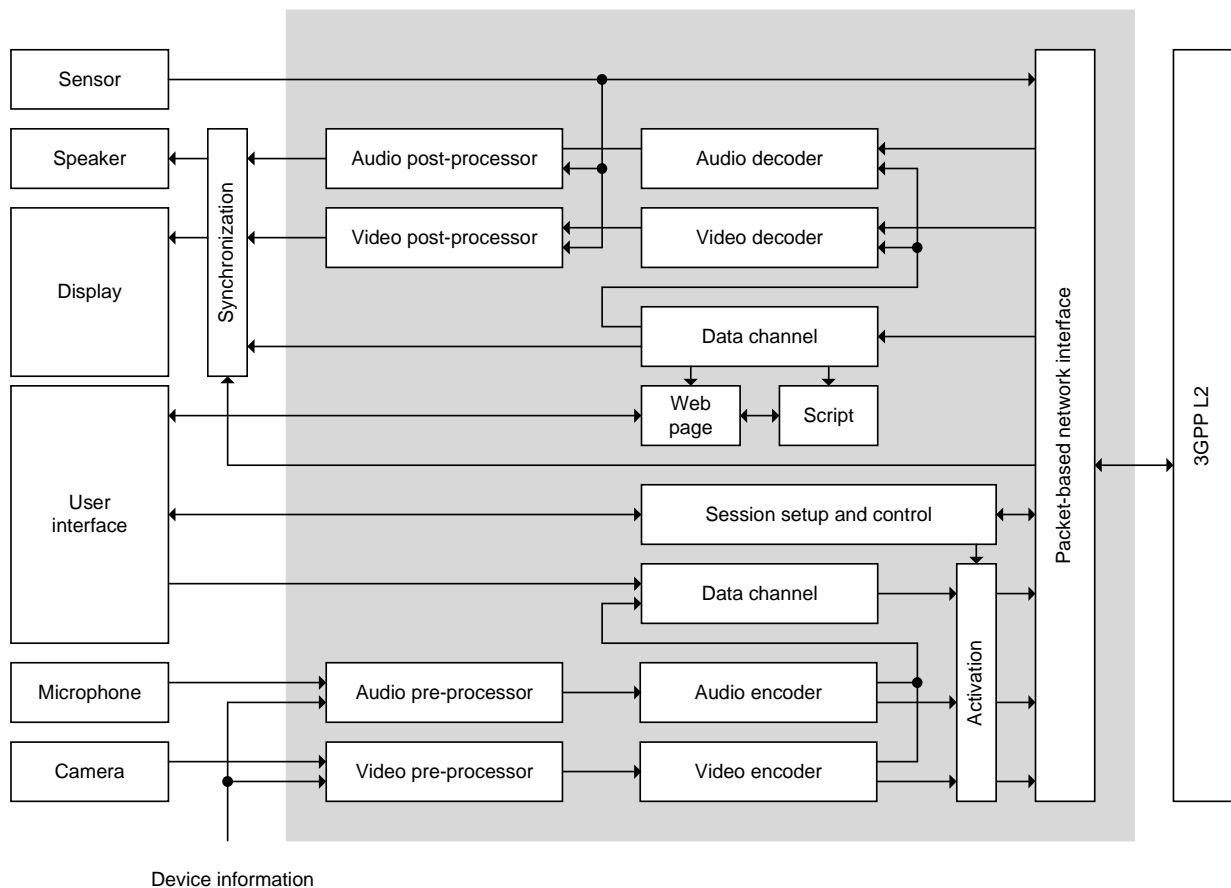 Sensor
Speaker
Audio post-processor
Audio decoder
Synchronization
Display
Video post-processor
Video decoder
Data channel
Packet-based network interface
3GPP L2
Web
page
Script
User
interface
Session setup and control
Data channel
Activation
Microphone
Audio pre-processor
Audio encoder
Camera
Video pre-processor
Video encoder
Device information